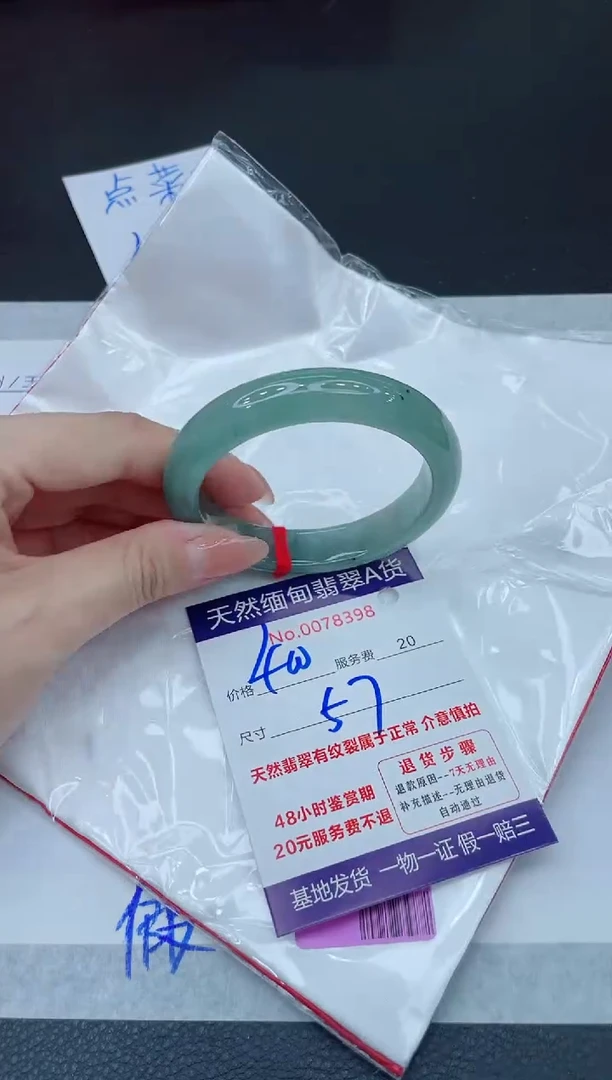 点菜
天然缅甸翡翠A货
No.0078398
价格 400 服务费 20
尺寸 57
天然翡翠有纹裂属于正常 介意慎拍
48小时鉴赏期
20元服务费不退
退货步骤
退款原因--7天无理由
补充描述--无理由退货
自动通过
基地发货 一物一证 假一赔三
假